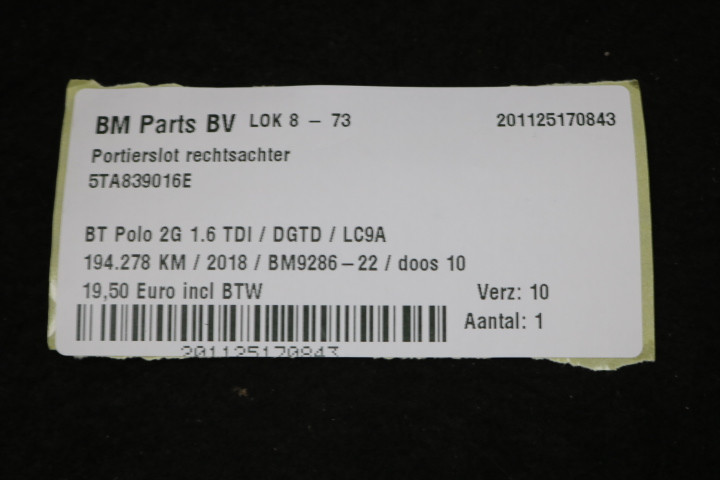 BM Parts BV LOK 8 - 73 201125170843
Portierslot rechtsachter
5TA839016E
BT Polo 2G 1.6 TDI / DGTD / LC9A
194.278 KM / 2018 / BM9286-22 / doos 10
19,50 Euro incl BTW Verz: 10
Aantal: 1
201125170843